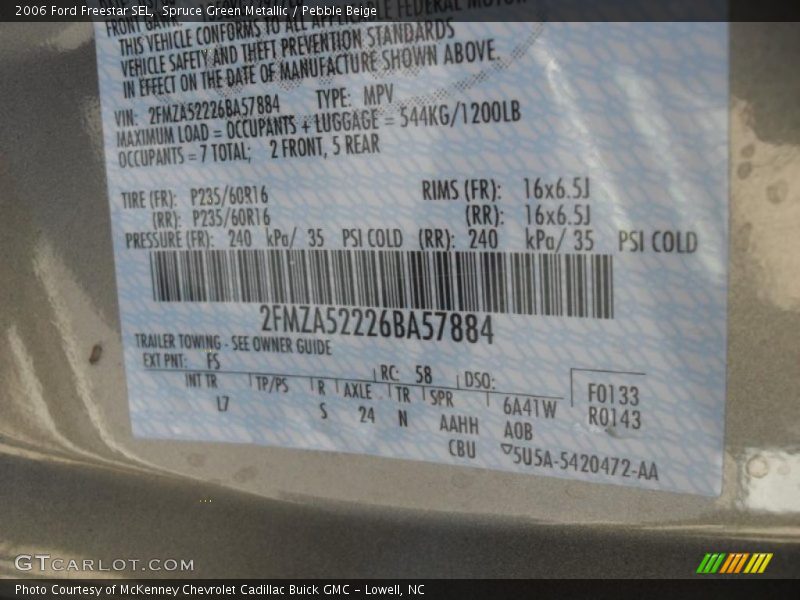 2006 Ford Freestar SEL, Spruce Green Metallic / Pebble Beige
FRONT
THIS VEHICLE CONFORMS TO ALL APPLICABLE FEDERAL MOTOR
VEHICLE SAFETY AND THEFT PREVENTION STANDARDS
IN EFFECT ON THE DATE OF MANUFACTURE SHOWN ABOVE.
VIN: 2FMZA52226BA57884 TYPE: MPV
MAXIMUM LOAD = OCCUPANTS + LUGGAGE = 544KG/1200LB
OCCUPANTS = 7 TOTAL; 2 FRONT, 5 REAR
TIRE (FR): P235/60R16 RIMS (FR): 16x6.5J
(RR): P235/60R16 (RR): 16x6.5J
PRESSURE (FR): 240 kPa/ 35 PSI COLD (RR): 240 kPa/ 35 PSI COLD
2FMZA52226BA57884
TRAILER TOWING - SEE OWNER GUIDE
EXT PNT: FS RC: 58 DSO: F0133
INT TR TP/PS R AXLE TR SPR 6A41W R0143
L7 S 24 N AAHH AOB
CBU ▽5U5A-5420472-AA
GTCARLOT.COM
Photo Courtesy of McKenney Chevrolet Cadillac Buick GMC - Lowell, NC